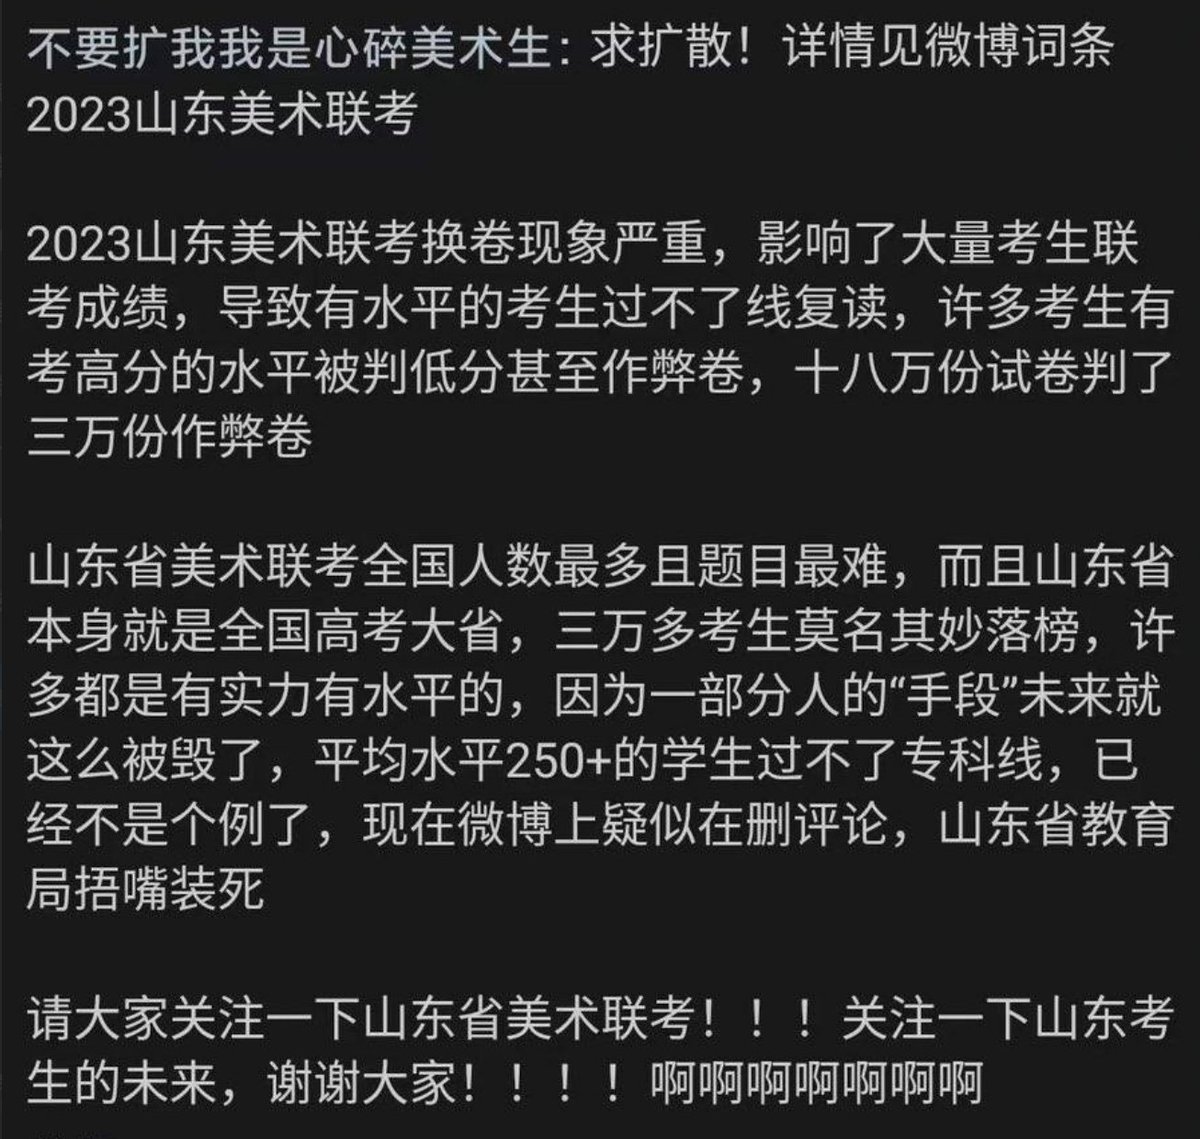 不要扩我我是心碎美术生: 求扩散！详情见微博词条
2023山东美术联考
2023山东美术联考换卷现象严重，影响了大量考生联
考成绩，导致有水平的考生过不了线复读，许多考生有
考高分的水平被判低分甚至作弊卷，十八万份试卷判了
三万份作弊卷
山东省美术联考全国人数最多且题目最难，而且山东省
本身就是全国高考大省，三万多考生莫名其妙落榜，许
多都是有实力有水平的，因为一部分人的“手段”未来就
这么被毁了，平均水平250+的学生过不了专科线，已
经不是个例了，现在微博上疑似在删评论，山东省教育
局捂嘴装死
请大家关注一下山东省美术联考！！！关注一下山东考
生的未来，谢谢大家！！！！啊啊啊啊啊啊啊